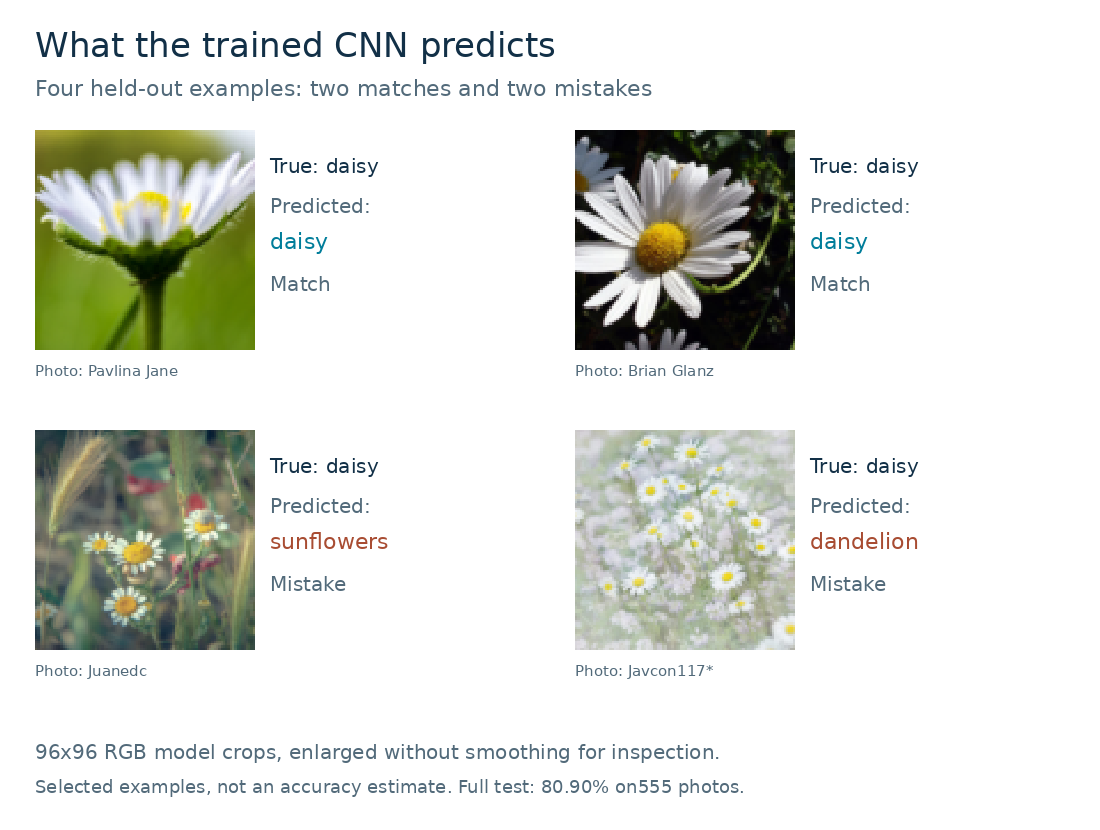 What the trained CNN predicts
Four held-out examples: two matches and two mistakes
True: daisy
Predicted:
daisy
Match
Photo: Pavlina Jane
True: daisy
Predicted:
daisy
Match
Photo: Brian Glanz
True: daisy
Predicted:
sunflowers
Mistake
Photo: Juanedc
True: daisy
Predicted:
dandelion
Mistake
Photo: Javcon117*
96x96 RGB model crops, enlarged without smoothing for inspection.
Selected examples, not an accuracy estimate. Full test: 80.90% on555 photos.